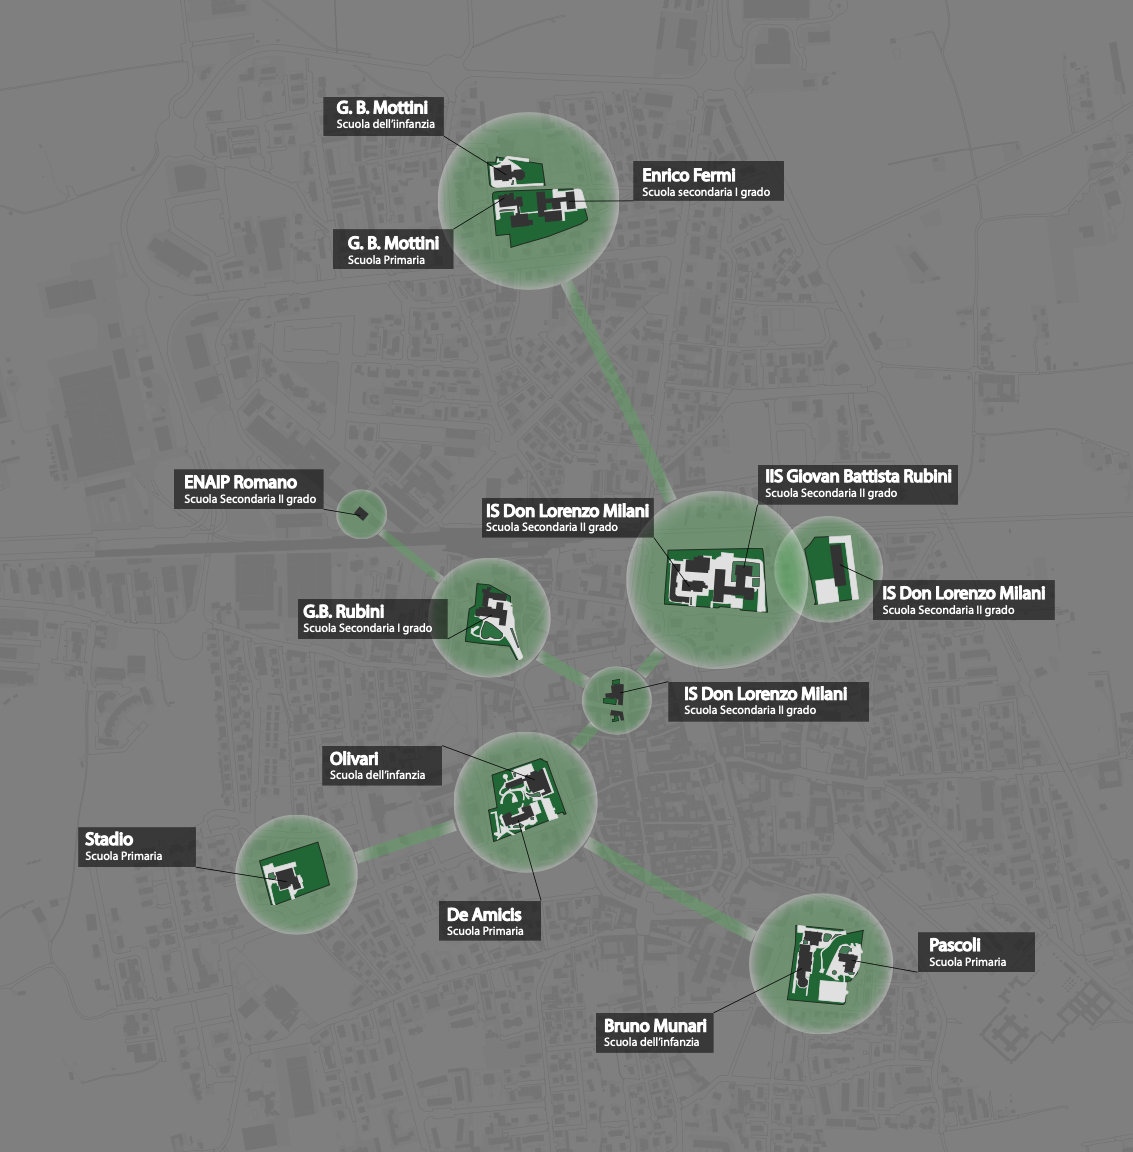 G. B. Mottini
Scuola dell'iinfanzia
Enrico Fermi
Scuola secondaria I grado
G. B. Mottini
Scuola Primaria
ENAIP Romano
Scuola Secondaria II grado
IS Don Lorenzo Milani
Scuola Secondaria II grado
IIS Giovan Battista Rubini
Scuola Secondaria II grado
IS Don Lorenzo Milani
Scuola Secondaria II grado
G.B. Rubini
Scuola Secondaria I grado
IS Don Lorenzo Milani
Scuola Secondaria II grado
Olivari
Scuola dell'infanzia
Stadio
Scuola Primaria
De Amicis
Scuola Primaria
Pascoli
Scuola Primaria
Bruno Munari
Scuola dell'infanzia